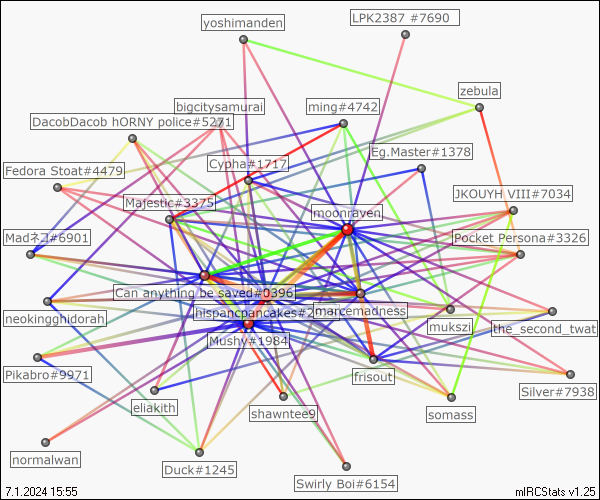 LPK2387 #7690
yoshimanden
zebula
bigcitysamurai
ming#4742
DacobDacob hORNY police#5271
Eg.Master#1378
Cypha#1717
Fedora Stoat#4479
JKOUYH VIII#7034
Majestic#3375
moonraven
Madネコ#6901
Pocket Persona#3326
Can anything be saved#0396
hispancpancakes#2
marcemadness
neokingghidorah
mukszi
the_second_twat
Mushy#1984
Pikabro#9971
frisout
Silver#7938
eliakith
shawntee9
somass
normalwan
Duck#1245
Swirly Boi#6154
7.1.2024 15:55
mIRCStats v1.25